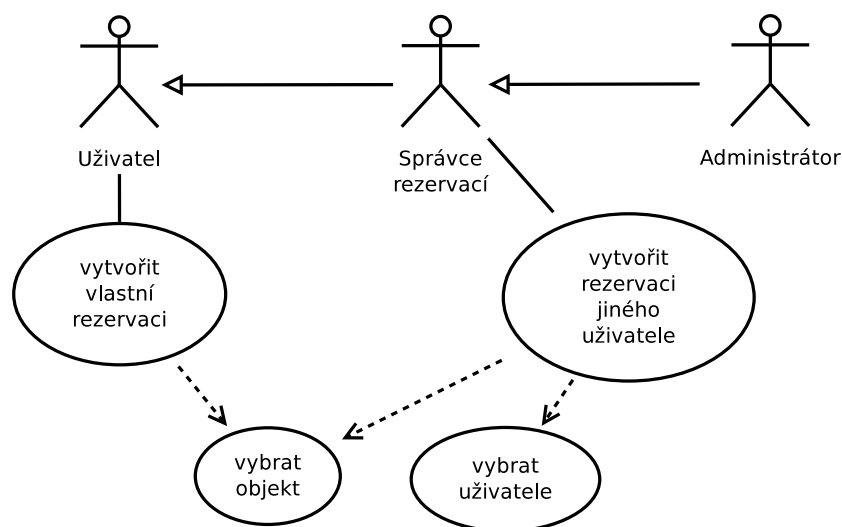 Uživatel
Správce
rezervací
Administrátor
vytvořit
vlastní
rezervaci
vytvořit
rezervaci
jiného
uživatele
vybrat
objekt
vybrat
uživatele